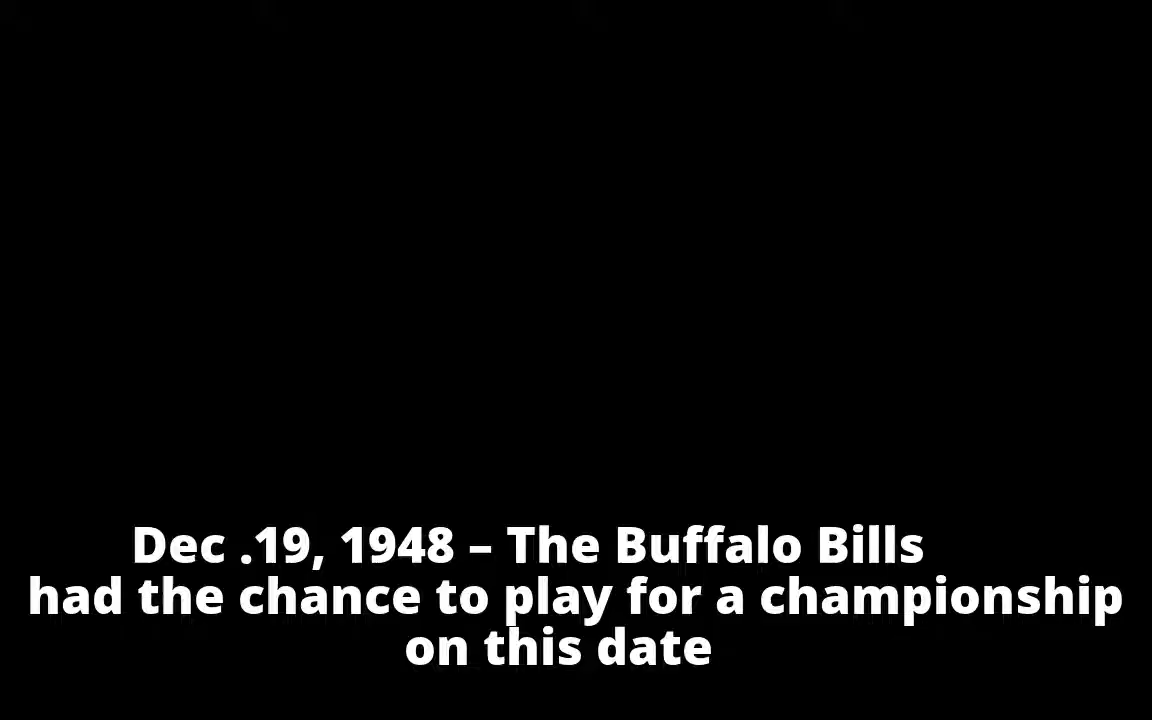 Dec .19, 1948 – The Buffalo Bills
had the chance to play for a championship
on this date